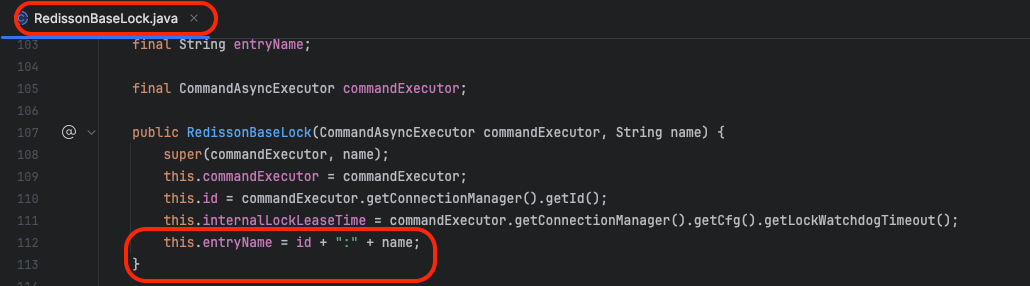 RedissonBaseLock.java
103 final String entryName;
104
105 final CommandAsyncExecutor commandExecutor;
106
107 @ public RedissonBaseLock(CommandAsyncExecutor commandExecutor, String name) {
108 super(commandExecutor, name);
109 this.commandExecutor = commandExecutor;
110 this.id = commandExecutor.getConnectionManager().getId();
111 this.internalLockLeaseTime = commandExecutor.getConnectionManager().getCfg().getLockWatchdogTimeout();
112 this.entryName = id + ":" + name;
113 }